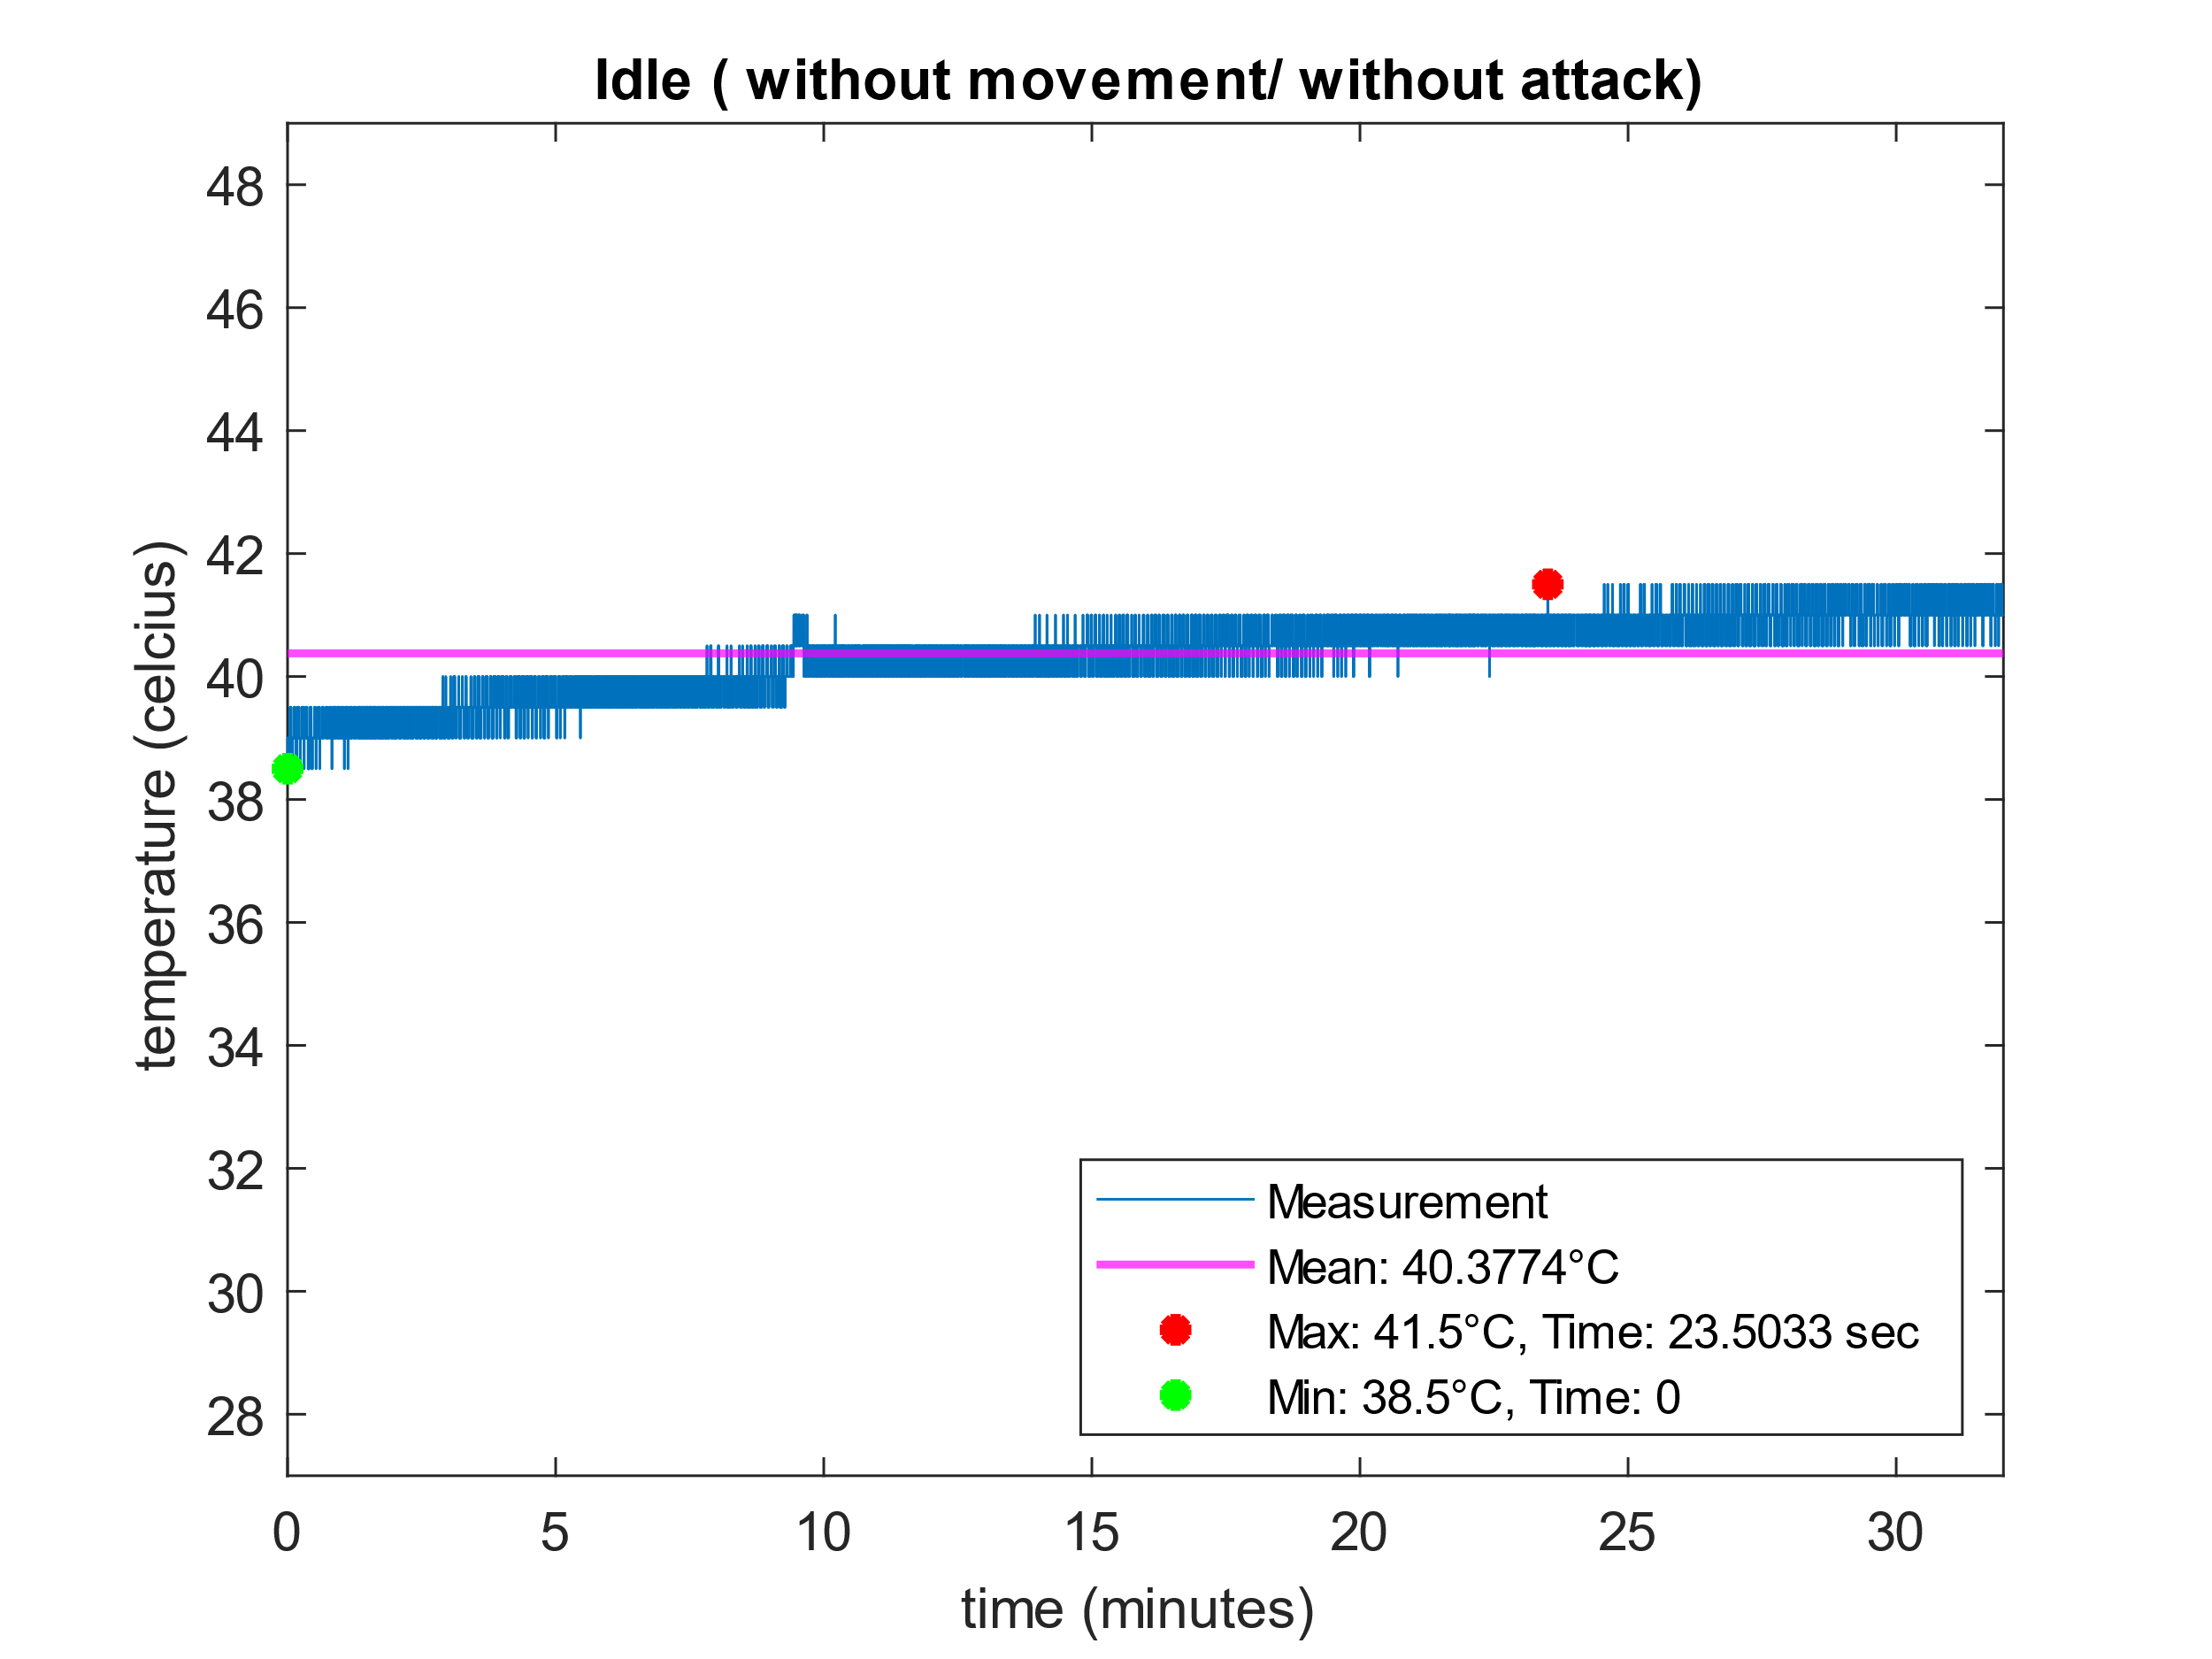 Idle ( without movement/ without attack)
48
46
44
42
40
38
36
34
32
30
28
temperature (celcius)
Measurement
Mean: 40.3774°C
Max: 41.5°C, Time: 23.5033 sec
Min: 38.5°C, Time: 0
0 5 10 15 20 25 30
time (minutes)